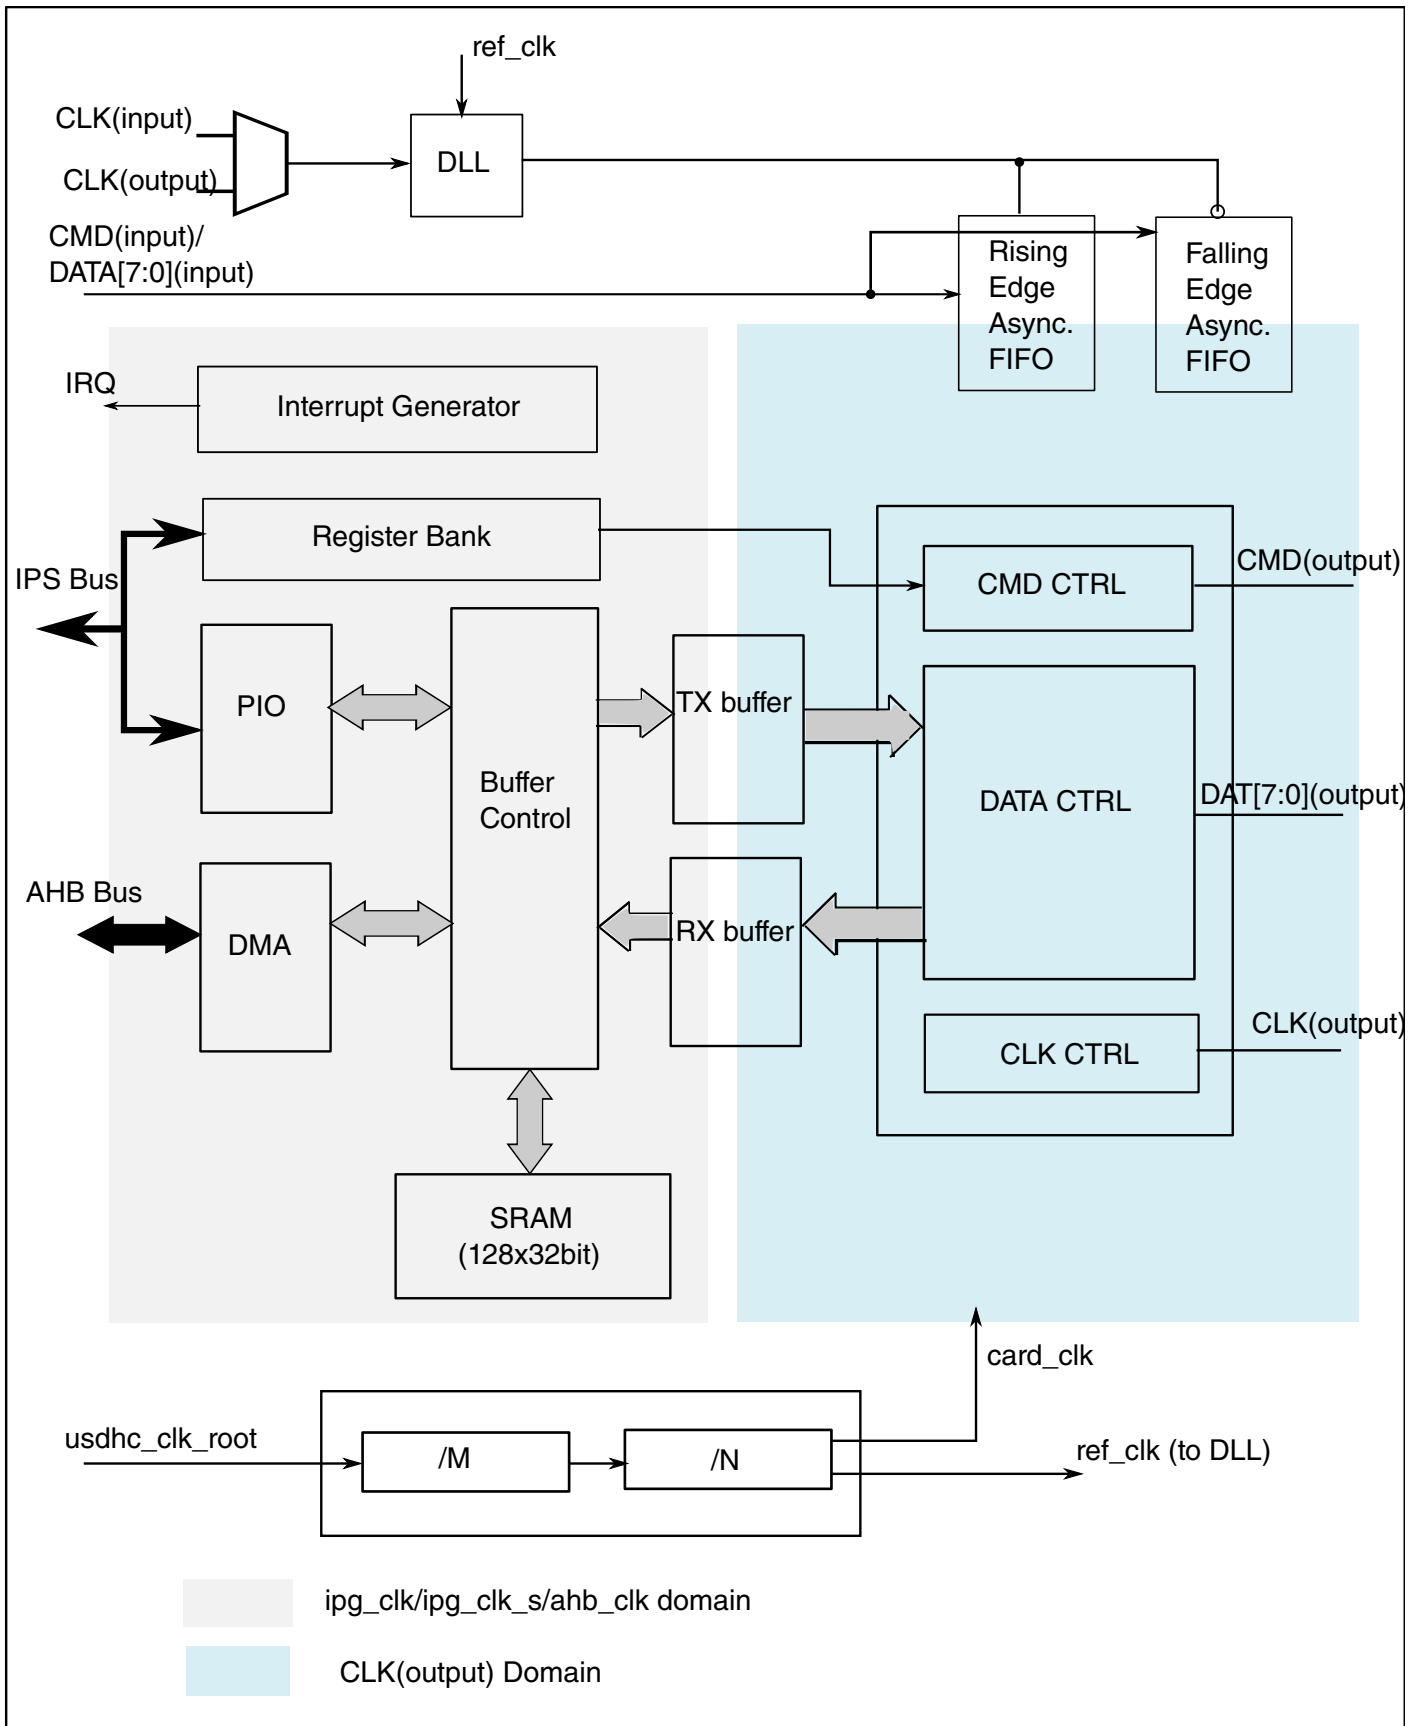 ref_clk
CLK(input)
CLK(output)
DLL
CMD(input)/
DATA[7:0](input)
Rising
Edge
Async.
FIFO
Falling
Edge
Async.
FIFO
IRQ
Interrupt Generator
Register Bank
IPS Bus
CMD CTRL
CMD(output)
PIO
Buffer
Control
TX buffer
DATA CTRL
DAT[7:0](output)
AHB Bus
DMA
RX buffer
CLK CTRL
CLK(output)
SRAM
(128x32bit)
card_clk
usdhc_clk_root
/M
/N
ref_clk (to DLL)
ipg_clk/ipg_clk_s/ahb_clk domain
CLK(output) Domain